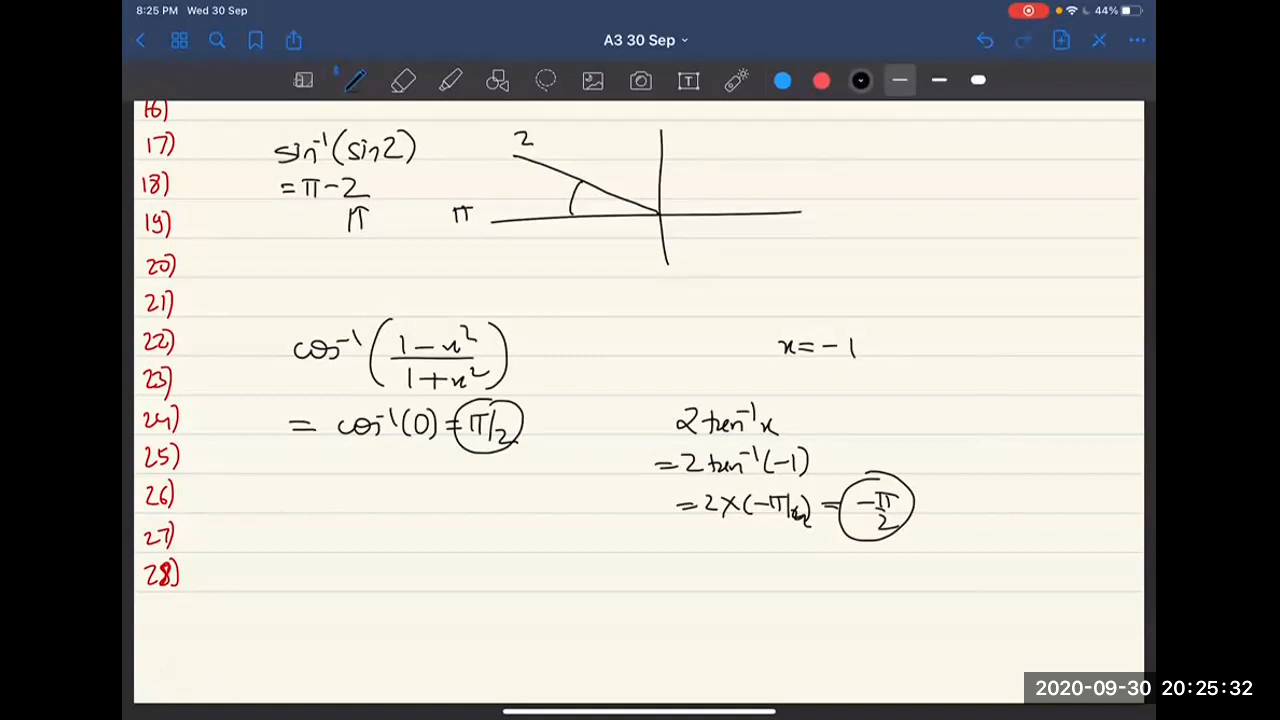 8:25 PM Wed 30 Sep
44%
A3 30 Sep
16)
17) sin⁻¹(sin2)
2
18) = π-2
19) π
π
20)
21)
22) cos⁻¹(1-x²/1+x²)
x = -1
23)
24) = cos⁻¹(0) = π/2
2tan⁻¹x
25)
= 2tan⁻¹(-1)
26)
= 2×(-π/4) = -π/2
27)
28)
2020-09-30 20:25:32